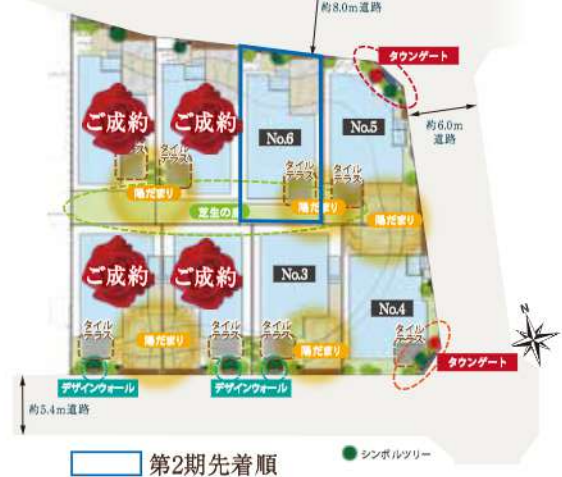 約8.0m道路
タウンゲート
約6.0m
道路
ご成約
ご成約
No.6
No.5
タイル
テラス
タイル
テラス
タイル
テラス
陽だまり
陽だまり
陽だまり
芝生の
ご成約
ご成約
No.3
No.4
タイル
テラス
タイル
テラス
タイル
テラス
タイル
テラス
陽だまり
陽だまり
タウンゲート
デザインウォール
デザインウォール
約5.4m道路
N
第2期先着順
シンボルツリー